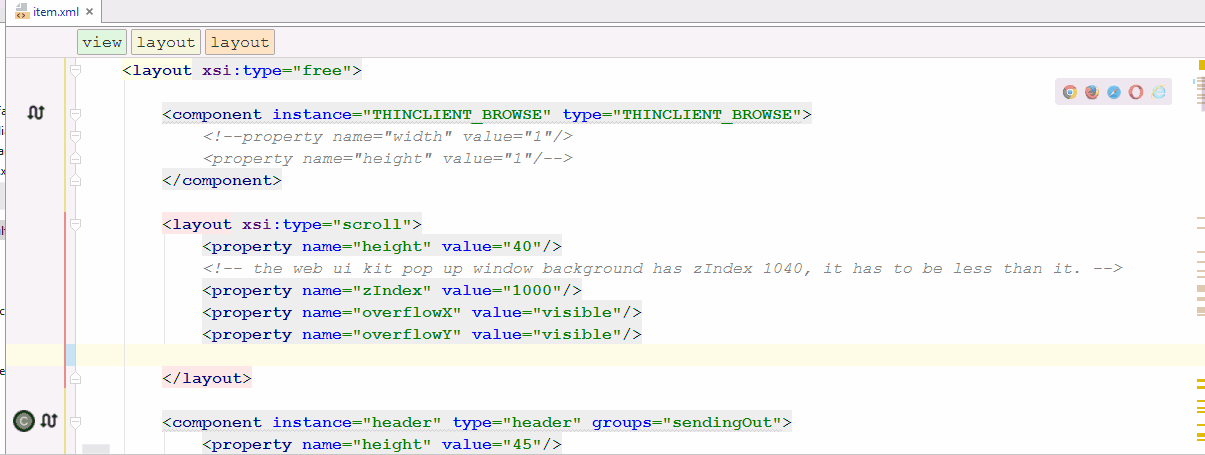 item.xml
view layout layout
<layout xsi:type="free">
<component instance="THINCLIENT_BROWSE" type="THINCLIENT_BROWSE">
<!--property name="width" value="1"/>
<property name="height" value="1"/-->
</component>
<layout xsi:type="scroll">
<property name="height" value="40"/>
<!-- the web ui kit pop up window background has zIndex 1040, it has to be less than it. -->
<property name="zIndex" value="1000"/>
<property name="overflowX" value="visible"/>
<property name="overflowY" value="visible"/>
</layout>
C
<component instance="header" type="header" groups="sendingOut">
<property name="height" value="45"/>